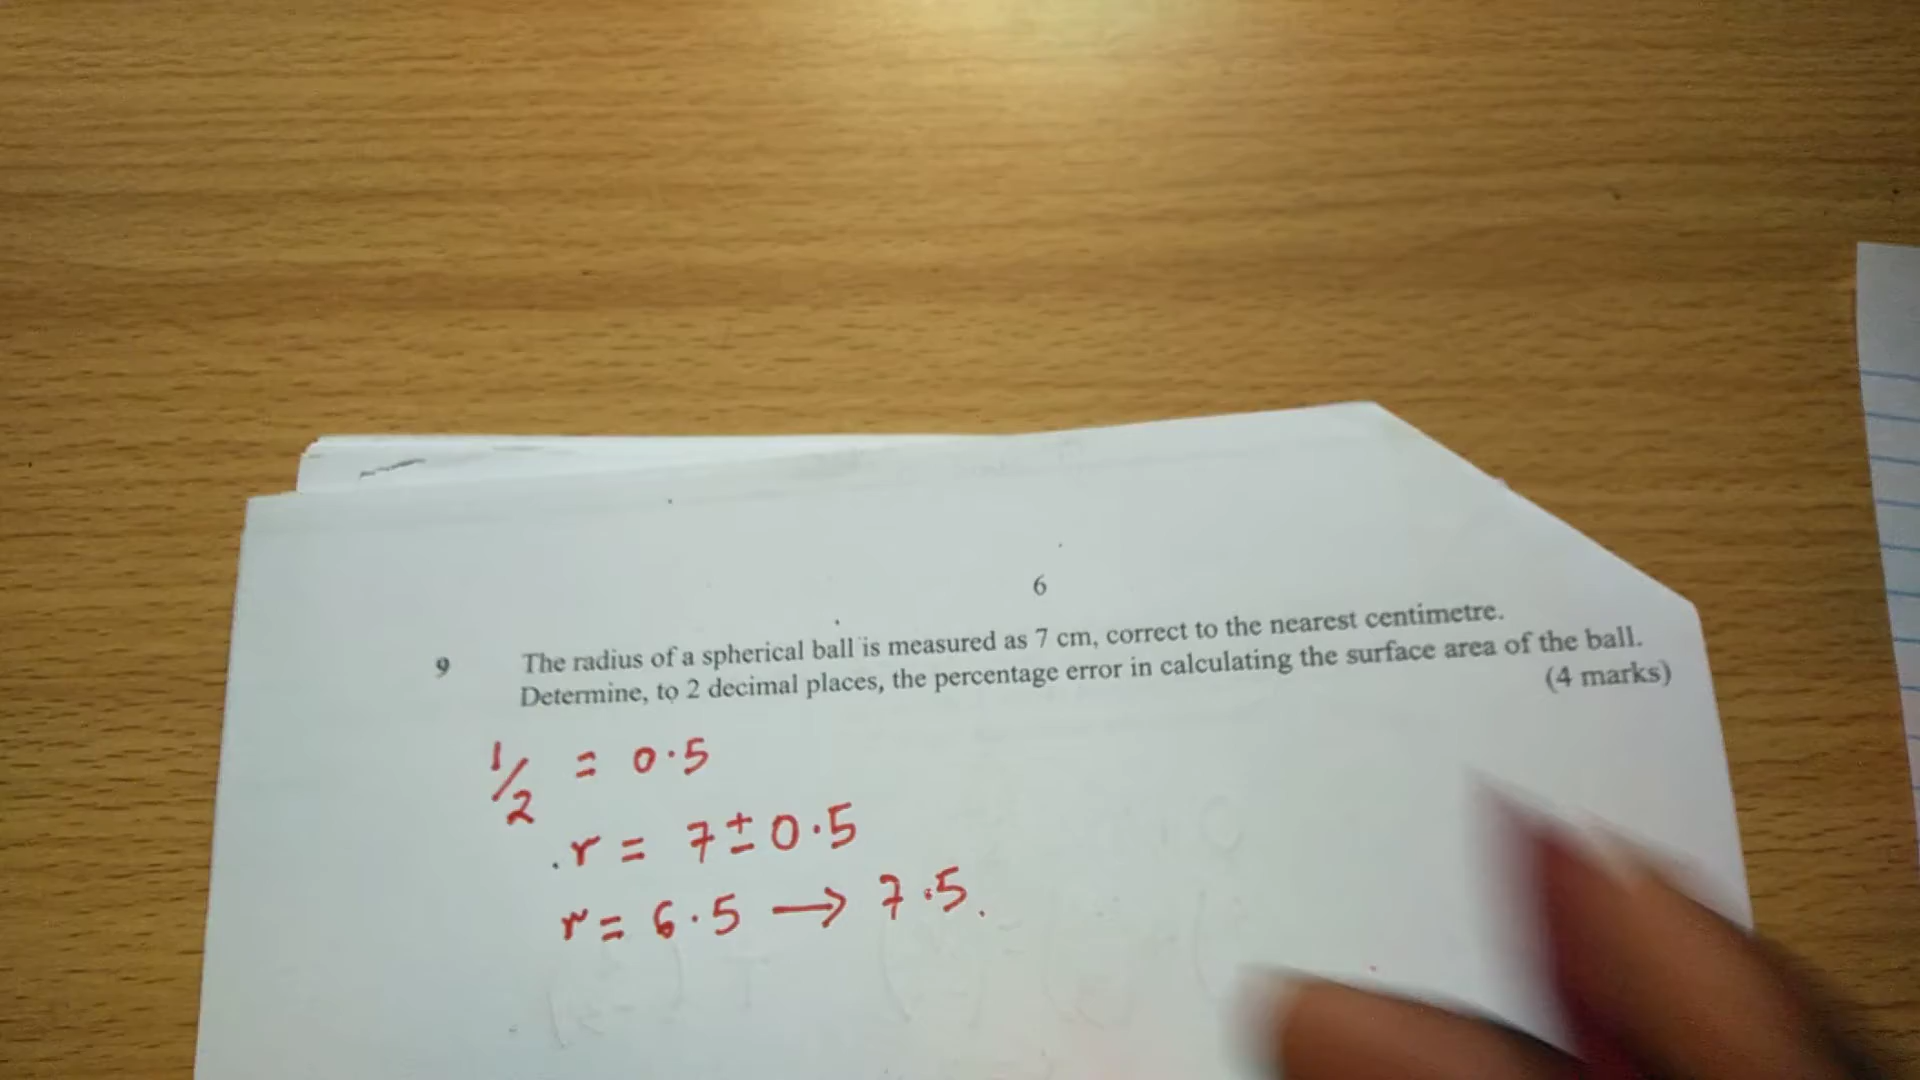 6
9 The radius of a spherical ball is measured as 7 cm, correct to the nearest centimetre.
Determine, to 2 decimal places, the percentage error in calculating the surface area of the ball.
(4 marks)
1/2 = 0.5
r = 7 ± 0.5
r = 6.5 → 7.5.